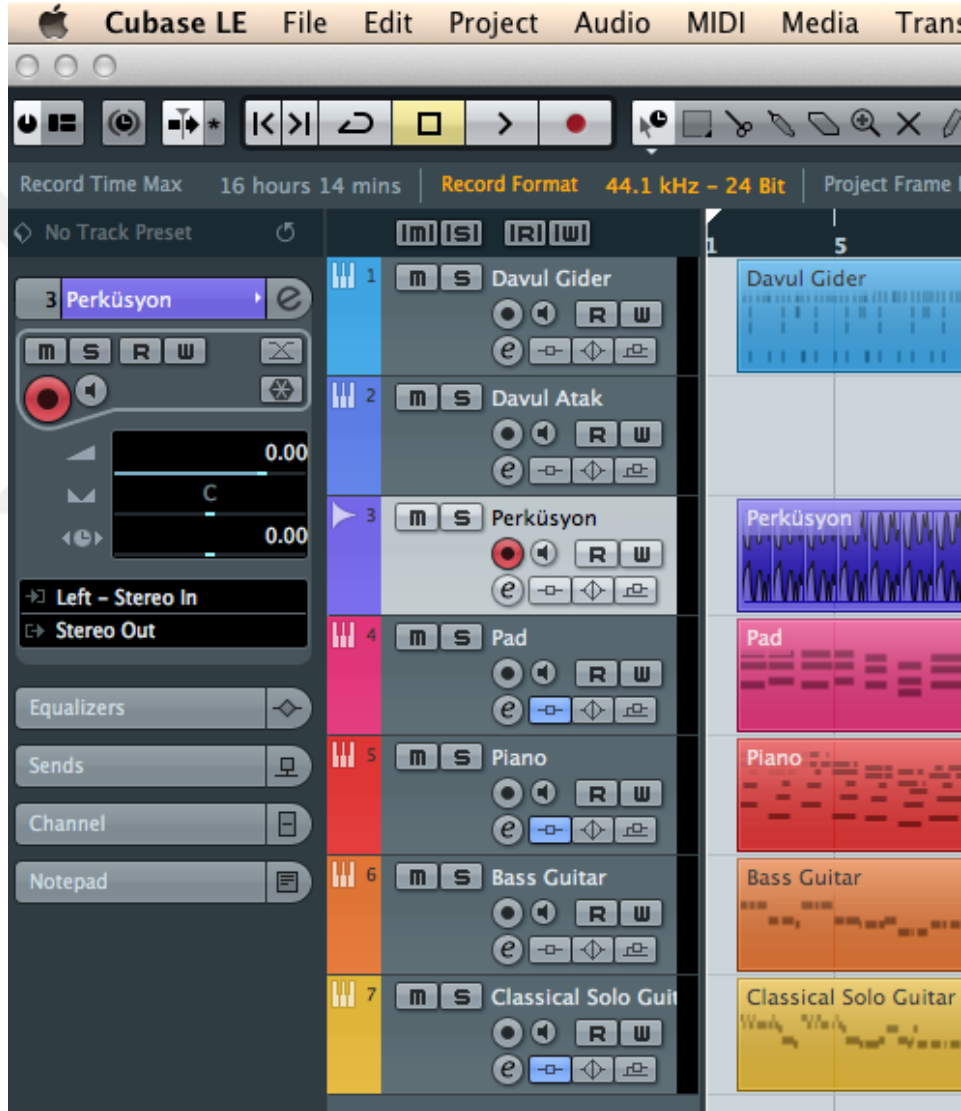 Cubase LE File Edit Project Audio MIDI Media Trans
Record Time Max 16 hours 14 mins Record Format 44.1 kHz – 24 Bit Project Frame
No Track Preset
m s R W
1 5
3 Perküsyon e
m S R W
0.00
C
0.00
Left – Stereo In
Stereo Out
Equalizers
Sends
Channel
Notepad
1 m S Davul Gider
R W
e
2 m S Davul Atak
R W
e
3 m S Perküsyon
R W
e
4 m S Pad
R W
e
5 m S Piano
R W
e
6 m S Bass Guitar
R W
e
7 m S Classical Solo Guit
R W
e
Davul Gider
Perküsyon
Pad
Piano
Bass Guitar
Classical Solo Guitar